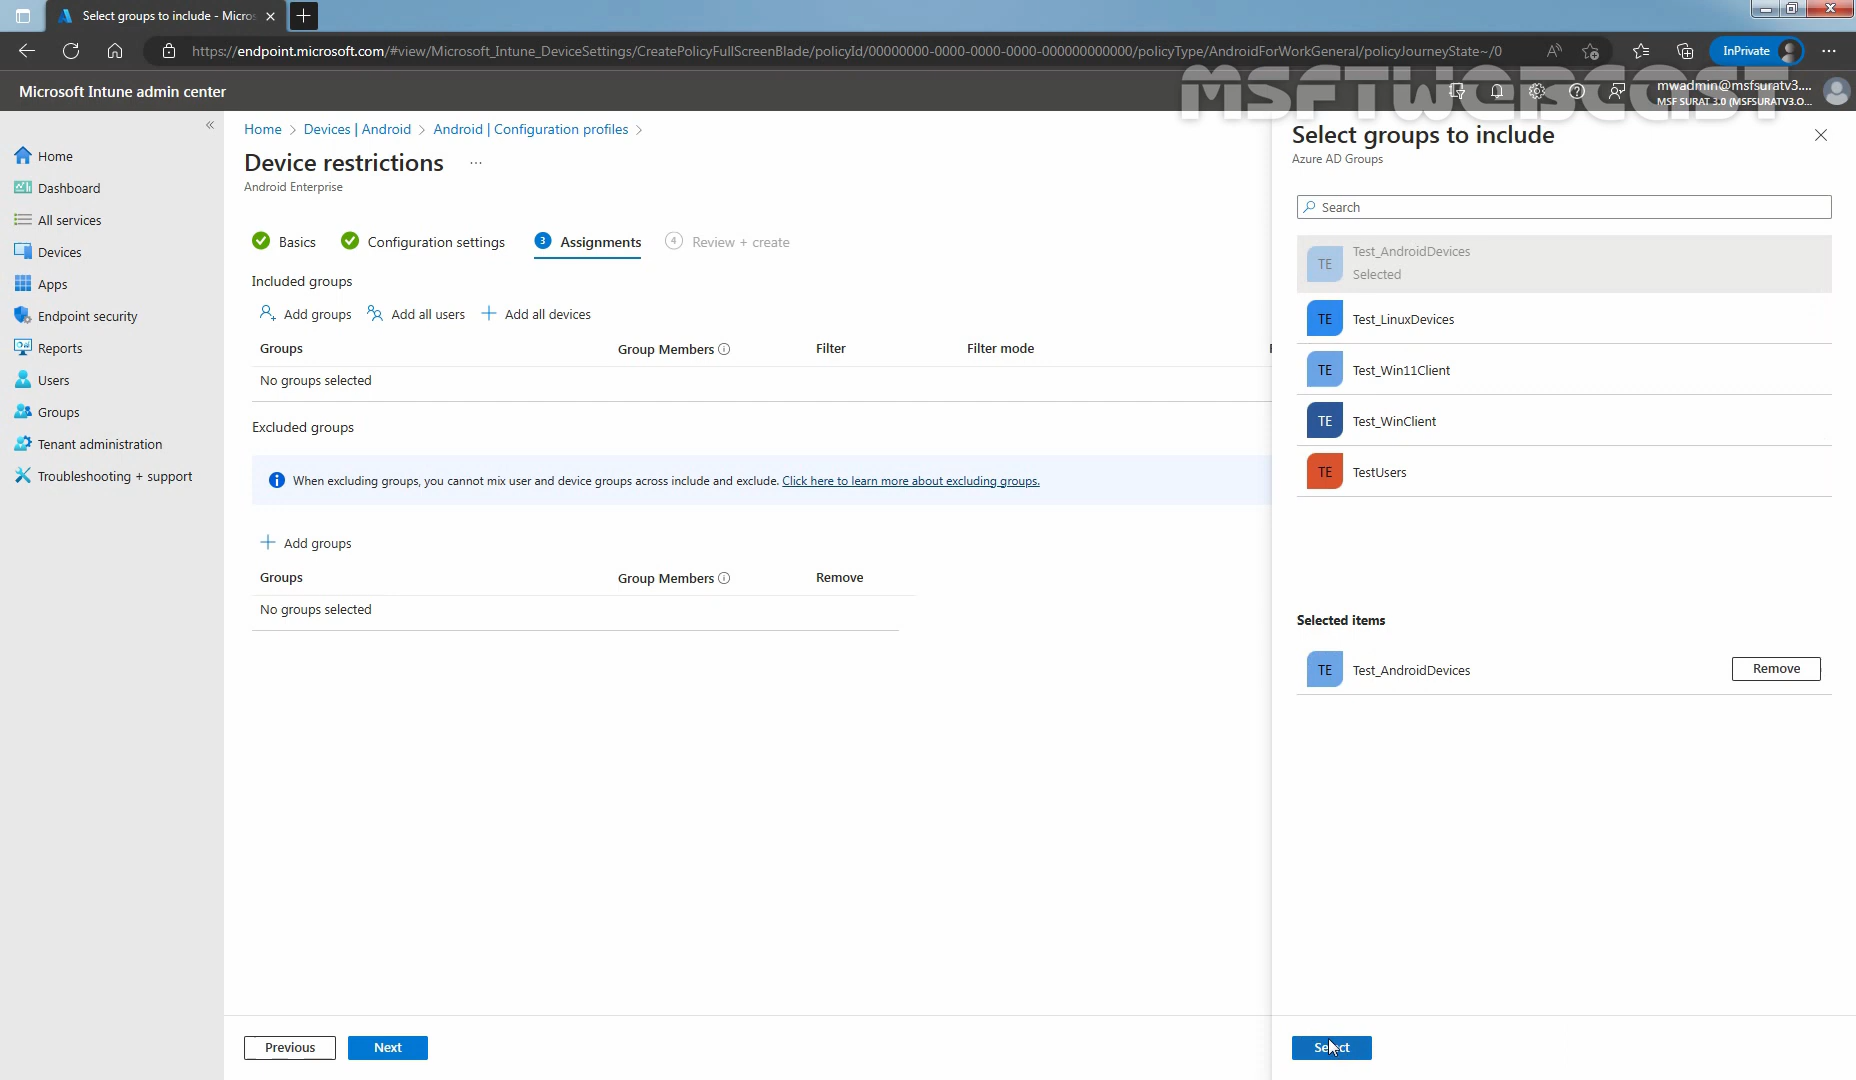 Select groups to include - Micros
https://endpoint.microsoft.com/#view/Microsoft_Intune_DeviceSettings/CreatePolicyFullScreenBlade/policyId/00000000-0000-0000-0000-000000000000/policyType/AndroidForWorkGeneral/policyJourneyState~/0
InPrivate
MSFTWEBCAST
Microsoft Intune admin center
mwadmin@msfsuratv3....
MSF SURAT 3.0 (MSFSURATV3.O...
Home
Dashboard
All services
Devices
Apps
Endpoint security
Reports
Users
Groups
Tenant administration
Troubleshooting + support
Home > Devices | Android > Android | Configuration profiles >
Device restrictions ...
Android Enterprise
Basics
Configuration settings
3 Assignments
4 Review + create
Included groups
Add groups
Add all users
Add all devices
Groups
Group Members
Filter
Filter mode
No groups selected
Excluded groups
When excluding groups, you cannot mix user and device groups across include and exclude. Click here to learn more about excluding groups.
Add groups
Groups
Group Members
Remove
No groups selected
Previous
Next
Select groups to include
Azure AD Groups
Search
TE Test_AndroidDevices
Selected
TE Test_LinuxDevices
TE Test_Win11Client
TE Test_WinClient
TE TestUsers
Selected items
TE Test_AndroidDevices
Remove
Select